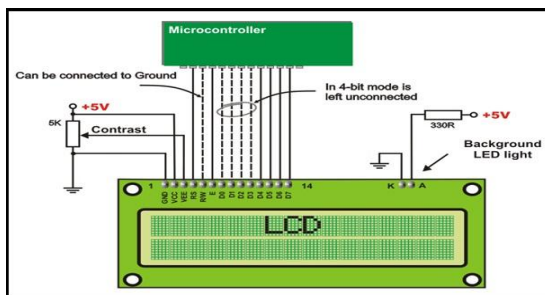 Microcontroller
Can be connected to Ground
In 4-bit mode is
left unconnected
+5V
5K
Contrast
330R
+5V
Background
LED light
1
14
K
A
GND
VCC
VEE
RS
R/W
E
D0
D1
D2
D3
D4
D5
D6
D7
LCD